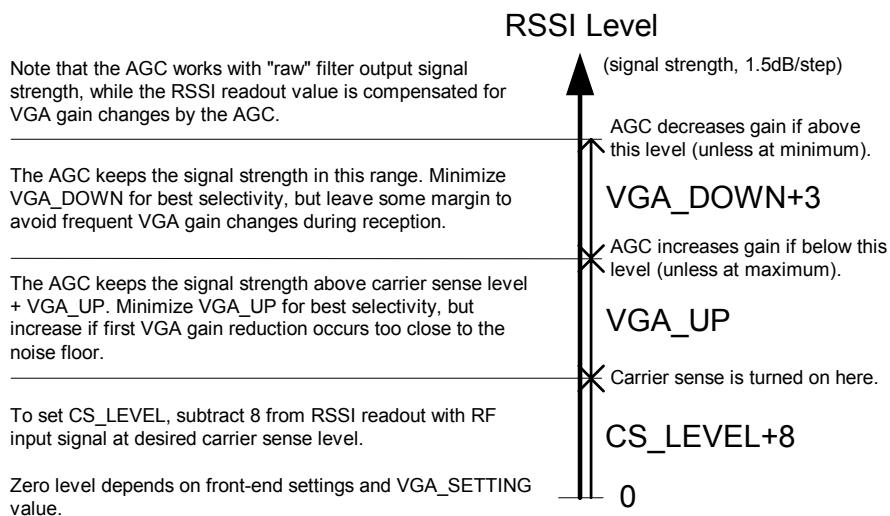 RSSI Level
Note that the AGC works with "raw" filter output signal
strength, while the RSSI readout value is compensated for
VGA gain changes by the AGC.
(signal strength, 1.5dB/step)
AGC decreases gain if above
this level (unless at minimum).
The AGC keeps the signal strength in this range. Minimize
VGA_DOWN for best selectivity, but leave some margin to
avoid frequent VGA gain changes during reception.
VGA_DOWN+3
AGC increases gain if below this
level (unless at maximum).
The AGC keeps the signal strength above carrier sense level
+ VGA_UP. Minimize VGA_UP for best selectivity, but
increase if first VGA gain reduction occurs too close to the
noise floor.
VGA_UP
Carrier sense is turned on here.
To set CS_LEVEL, subtract 8 from RSSI readout with RF
input signal at desired carrier sense level.
CS_LEVEL+8
Zero level depends on front-end settings and VGA_SETTING
value.
0